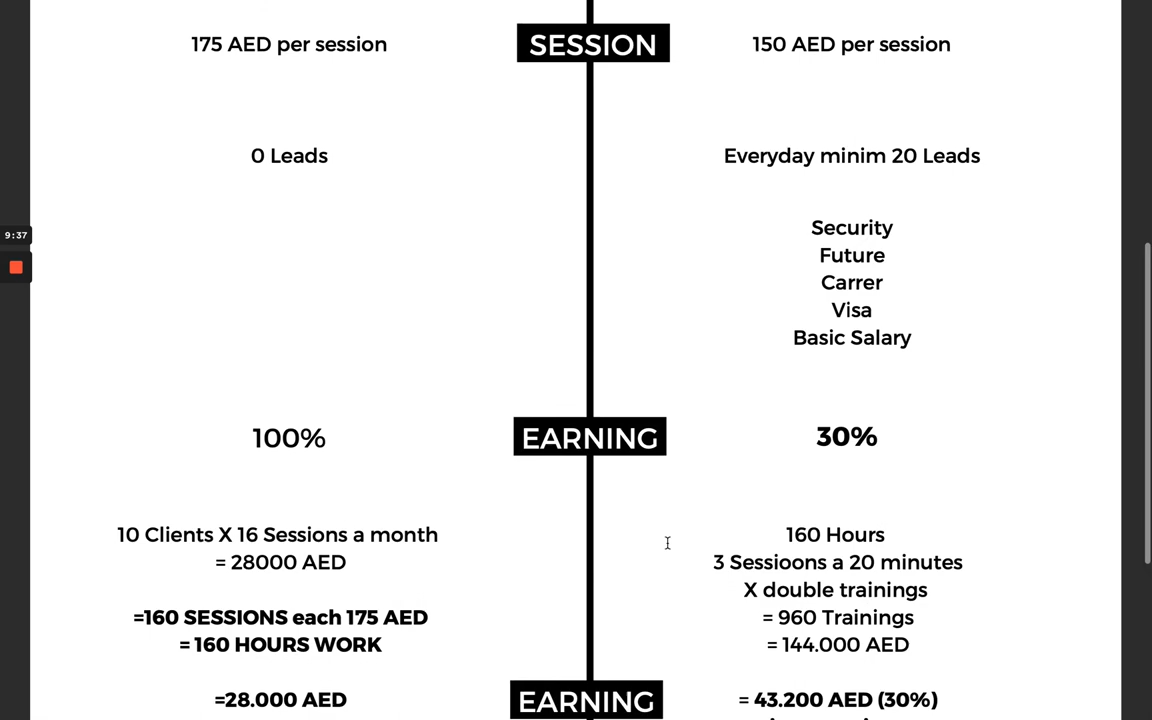 175 AED per session
SESSION
150 AED per session
0 Leads
Everyday minim 20 Leads
9:37
Security
Future
Carrer
Visa
Basic Salary
100%
EARNING
30%
10 Clients X 16 Sessions a month
= 28000 AED
=160 SESSIONS each 175 AED
= 160 HOURS WORK
=28.000 AED
160 Hours
3 Sessioons a 20 minutes
X double trainings
= 960 Trainings
= 144.000 AED
EARNING
= 43.200 AED (30%)